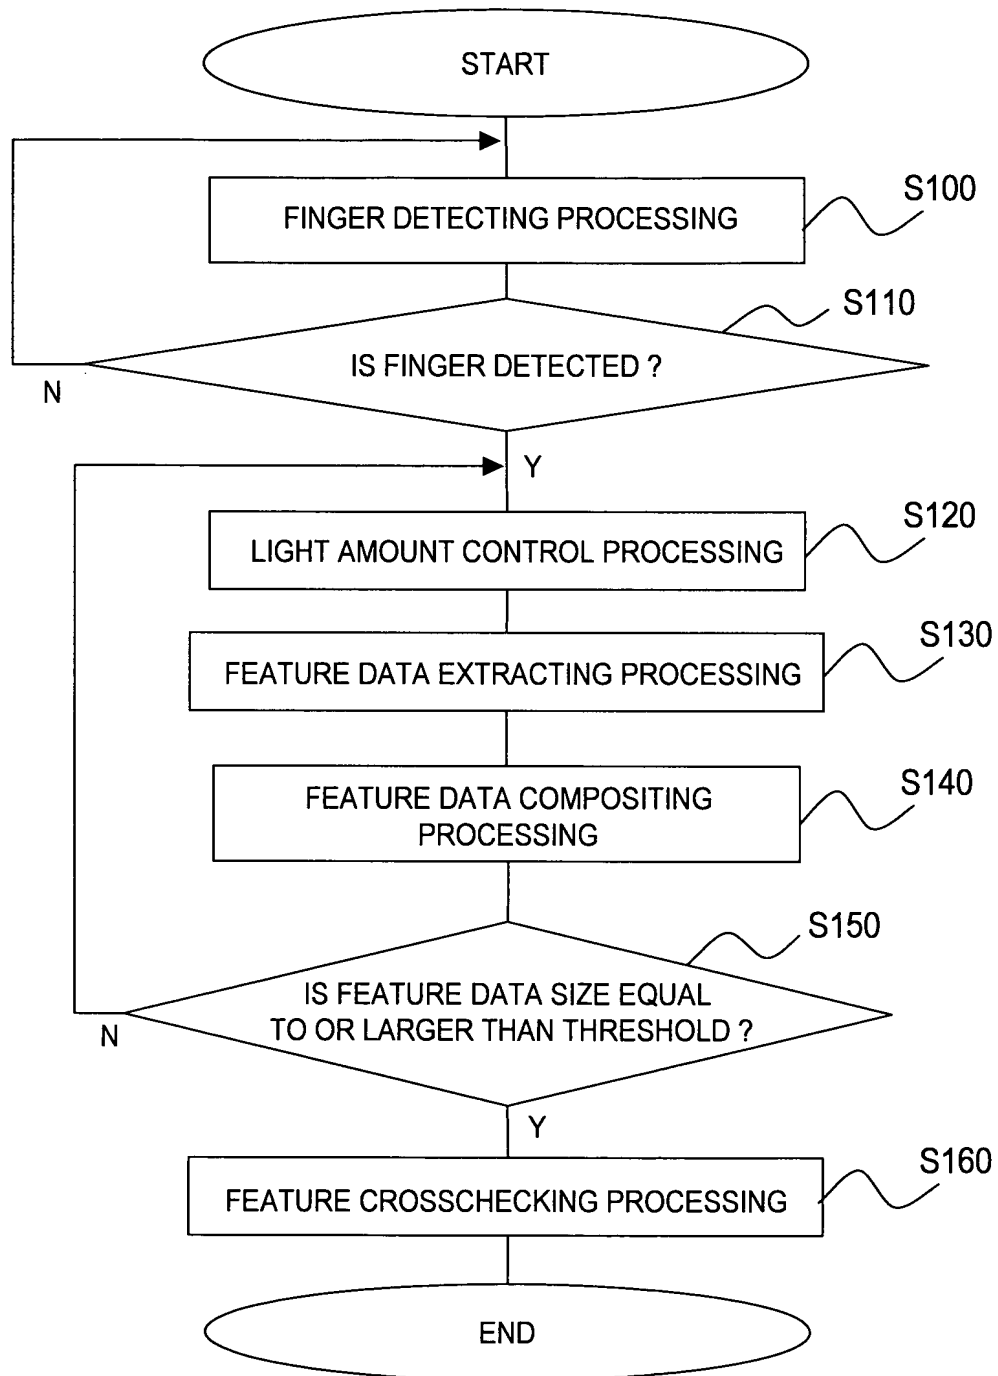 START
FINGER DETECTING PROCESSING
S100
S110
IS FINGER DETECTED ?
N
Y
S120
LIGHT AMOUNT CONTROL PROCESSING
S130
FEATURE DATA EXTRACTING PROCESSING
S140
FEATURE DATA COMPOSITING
PROCESSING
S150
IS FEATURE DATA SIZE EQUAL
TO OR LARGER THAN THRESHOLD ?
N
Y
S160
FEATURE CROSSCHECKING PROCESSING
END